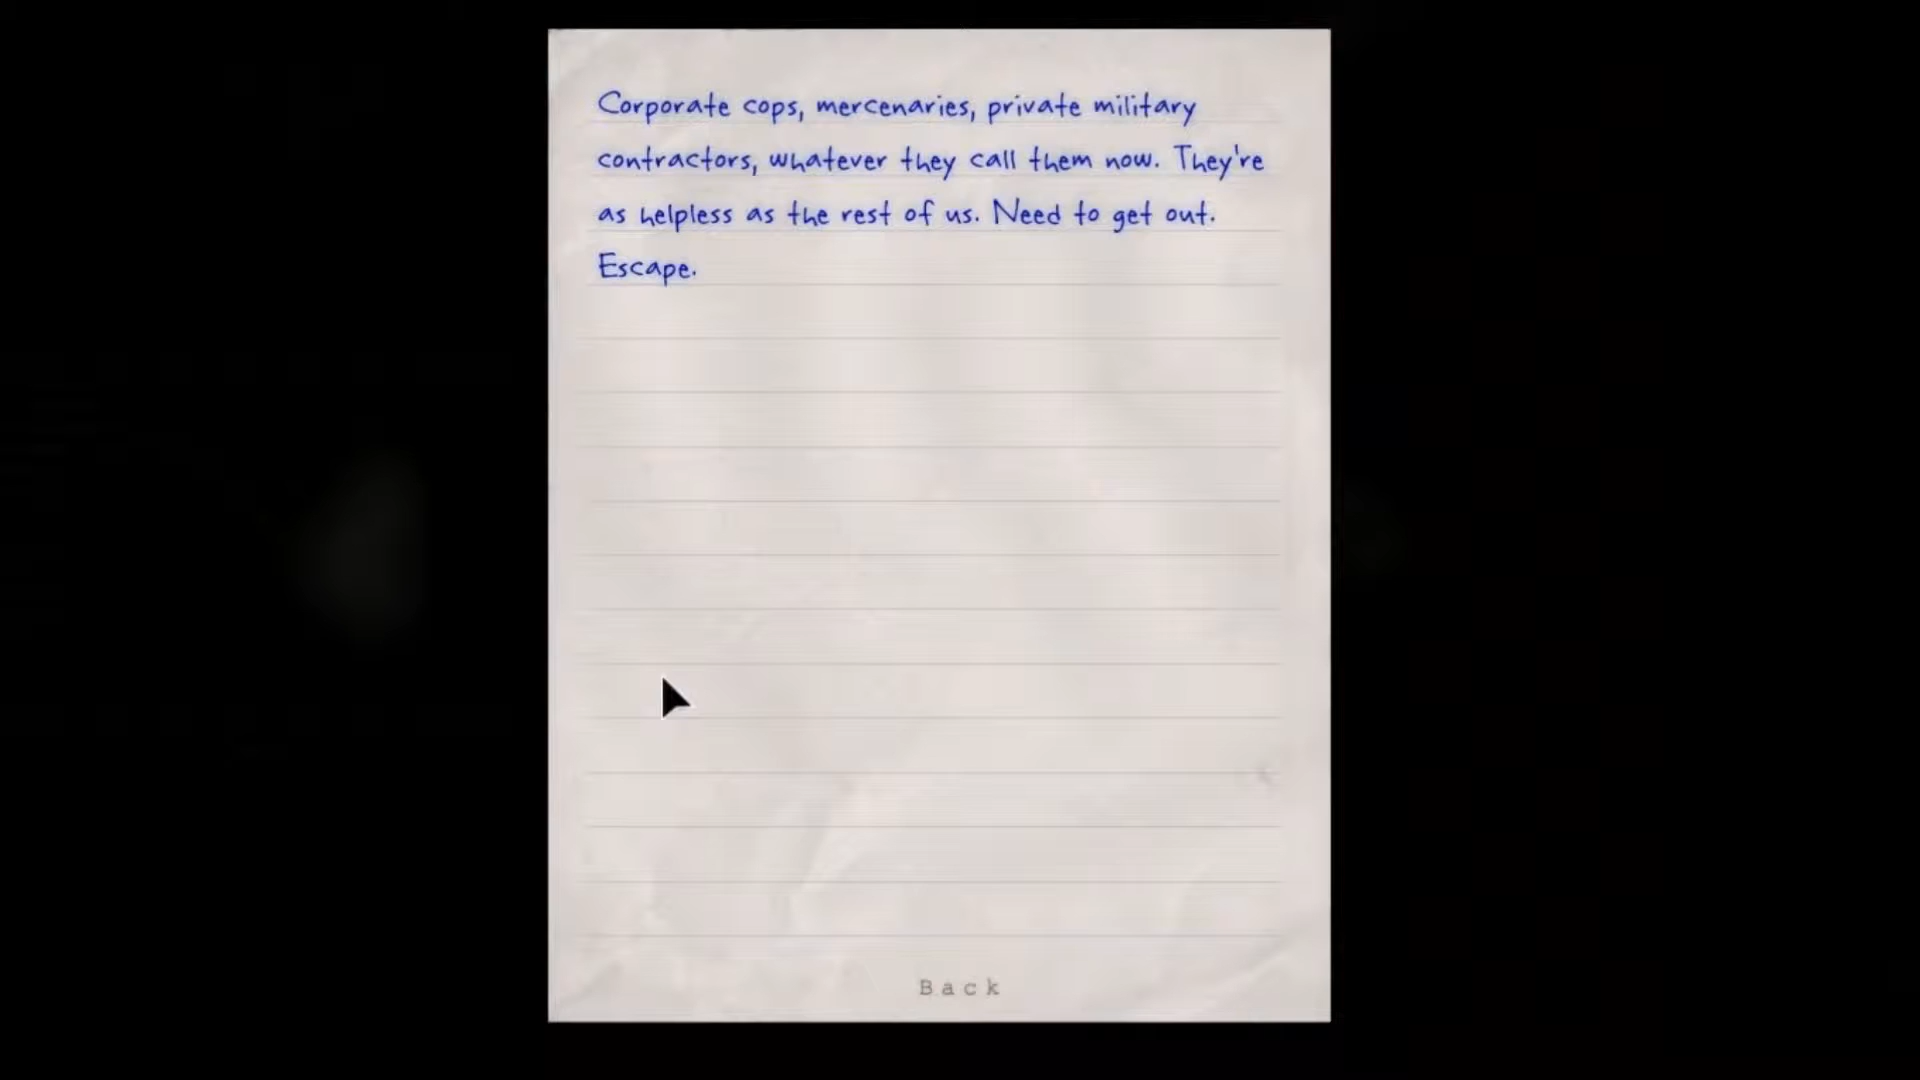 Corporate cops, mercenaries, private military
contractors, whatever they call them now. They're
as helpless as the rest of us. Need to get out.
Escape.
Back